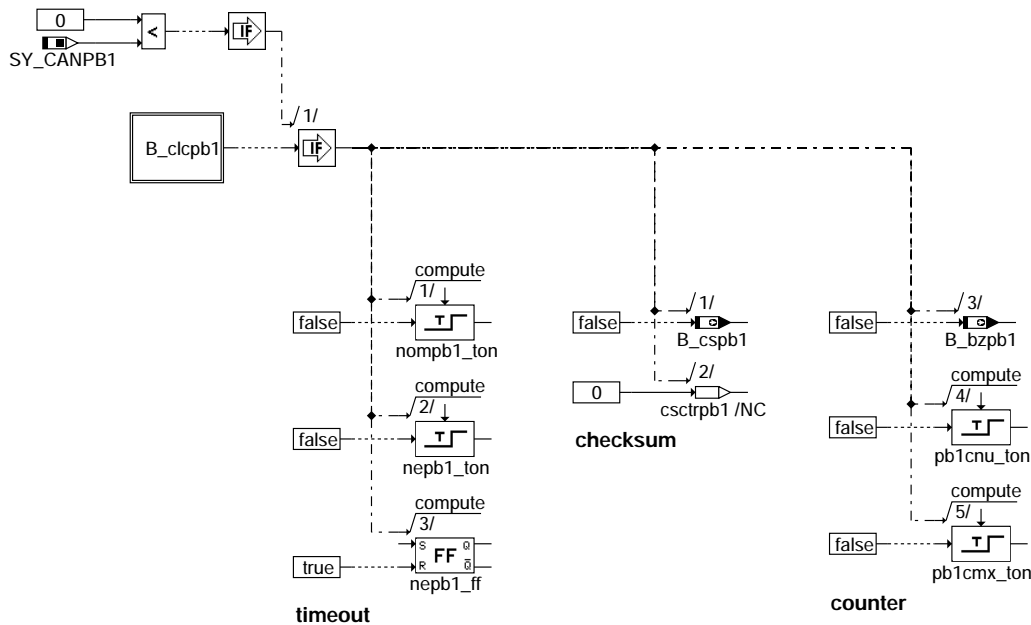 0
<
IF
SY_CANPB1
1/
B_clcpb1
IF
compute
1/
false
T
nompb1_ton
compute
2/
false
T
nepb1_ton
compute
3/
S Q
FF
R Q̅
true
nepb1_ff
timeout
1/
false
B_cspb1
2/
0
csctrpb1 /NC
checksum
3/
false
B_bzpb1
compute
4/
false
T
pb1cnu_ton
compute
5/
false
T
pb1cmx_ton
counter